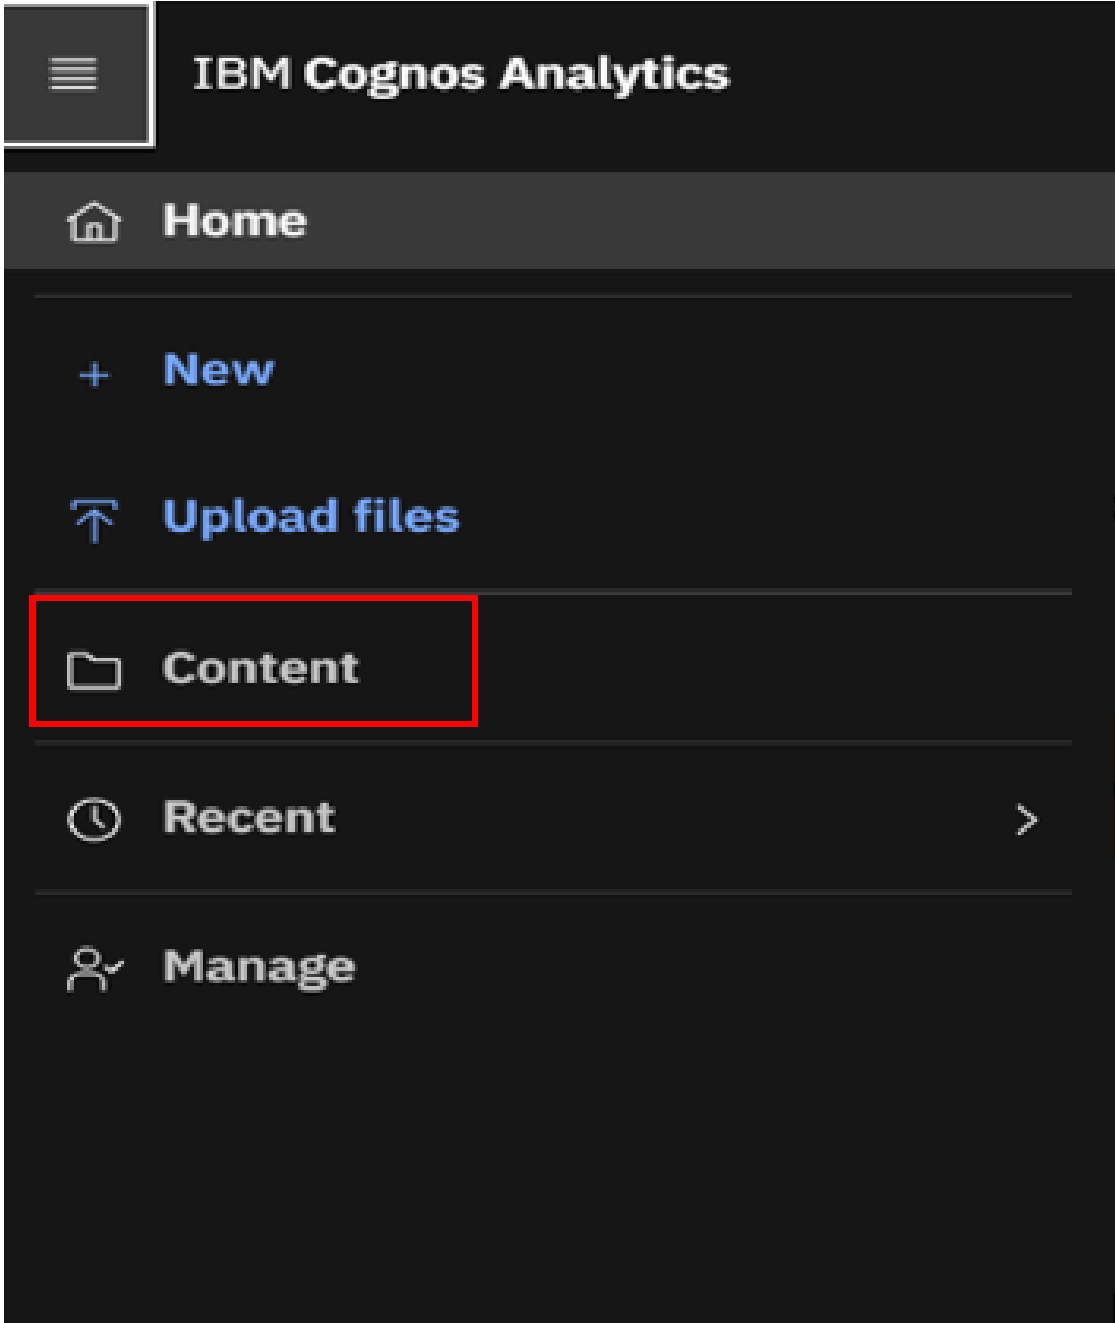 IBM Cognos Analytics
Home
New
Upload files
Content
Recent
Manage